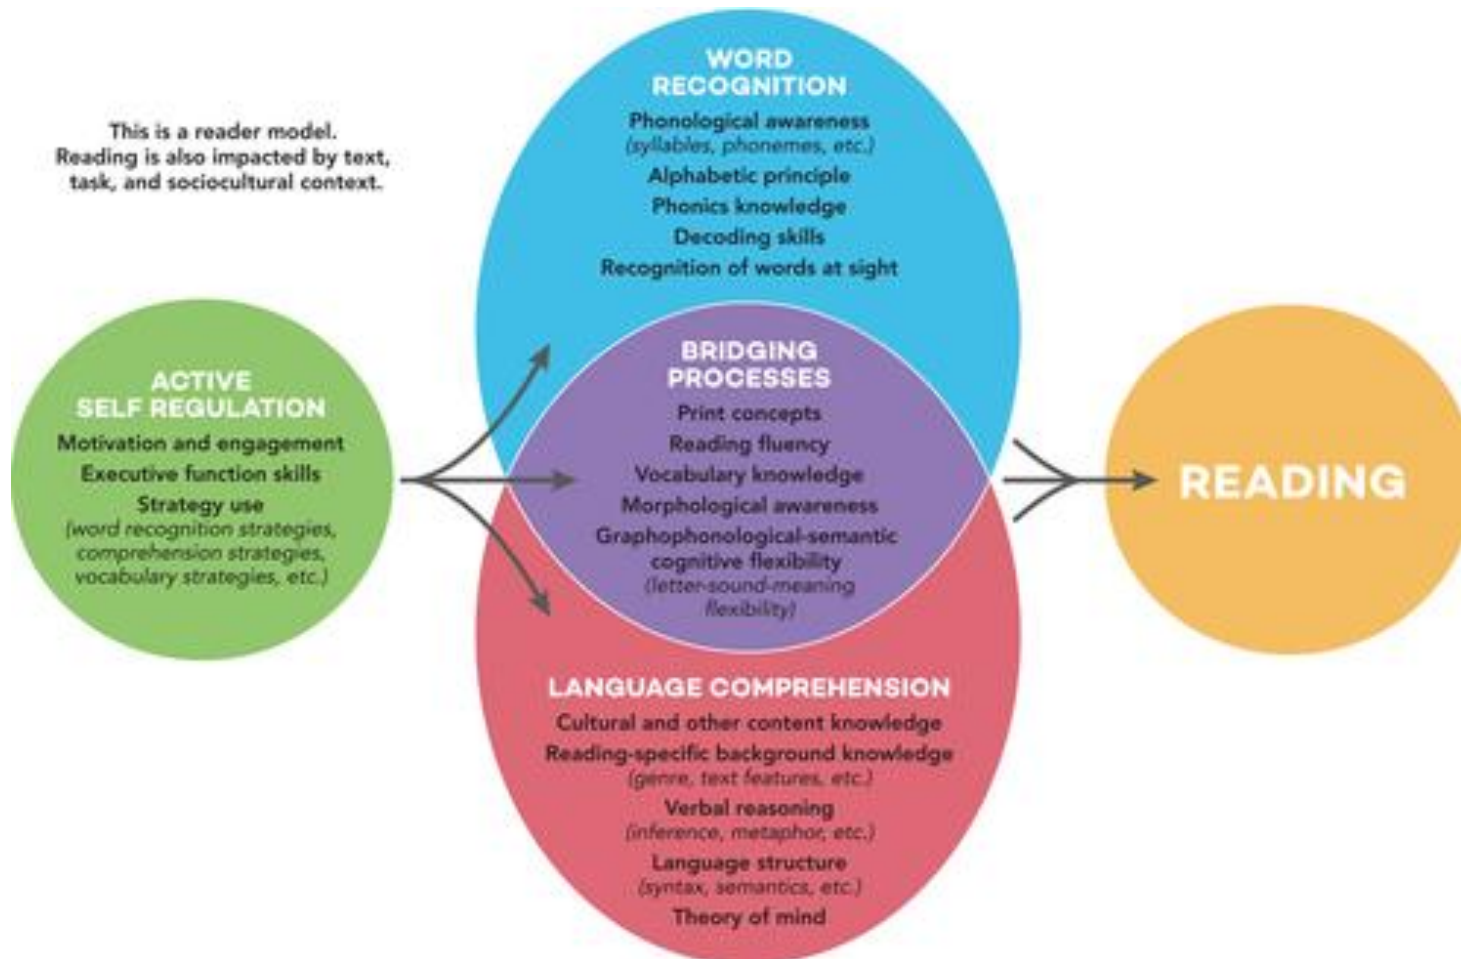 This is a reader model.
Reading is also impacted by text,
task, and sociocultural context.
ACTIVE
SELF REGULATION
Motivation and engagement
Executive function skills
Strategy use
(word recognition strategies,
comprehension strategies,
vocabulary strategies, etc.)
WORD
RECOGNITION
Phonological awareness
(syllables, phonemes, etc.)
Alphabetic principle
Phonics knowledge
Decoding skills
Recognition of words at sight
BRIDGING
PROCESSES
Print concepts
Reading fluency
Vocabulary knowledge
Morphological awareness
Graphophonological-semantic
cognitive flexibility
(letter-sound-meaning
flexibility)
LANGUAGE COMPREHENSION
Cultural and other content knowledge
Reading-specific background knowledge
(genre, text features, etc.)
Verbal reasoning
(inference, metaphor, etc.)
Language structure
(syntax, semantics, etc.)
Theory of mind
READING